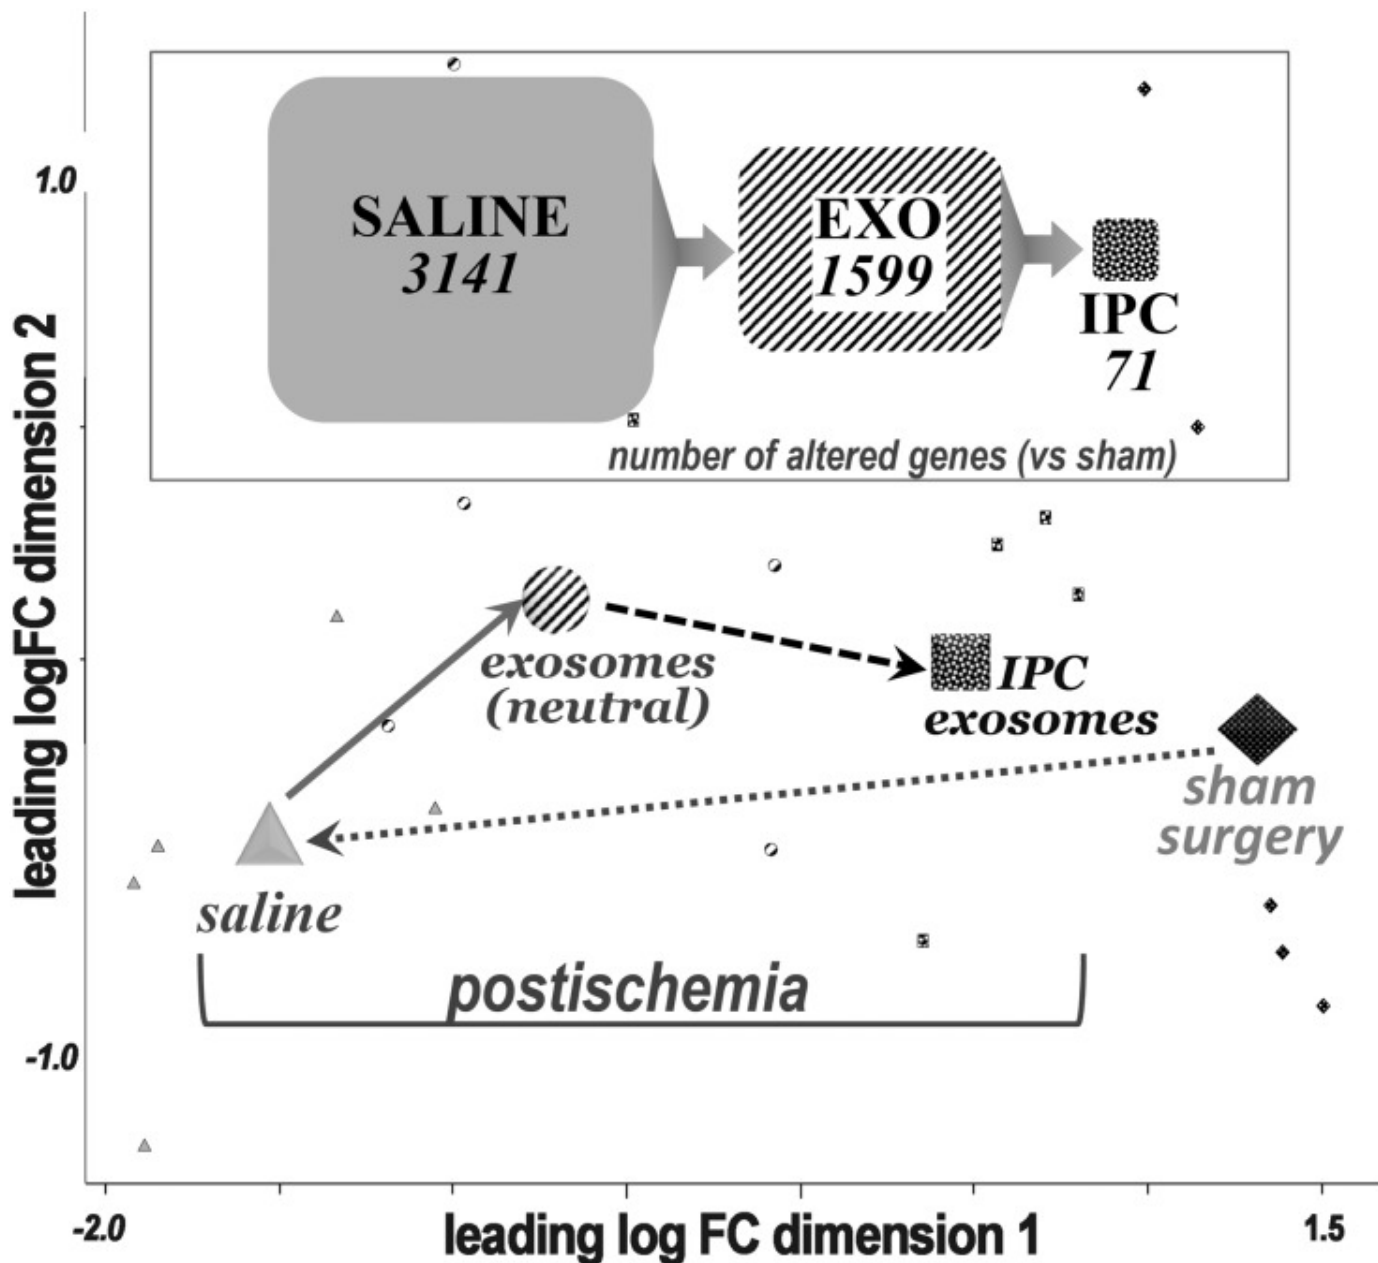 1.0
SALINE
3141
EXO
1599
IPC
71
number of altered genes (vs sham)
leading logFC dimension 2
exosomes
(neutral)
IPC
exosomes
sham
surgery
saline
postischemia
-1.0
-2.0
leading log FC dimension 1
1.5